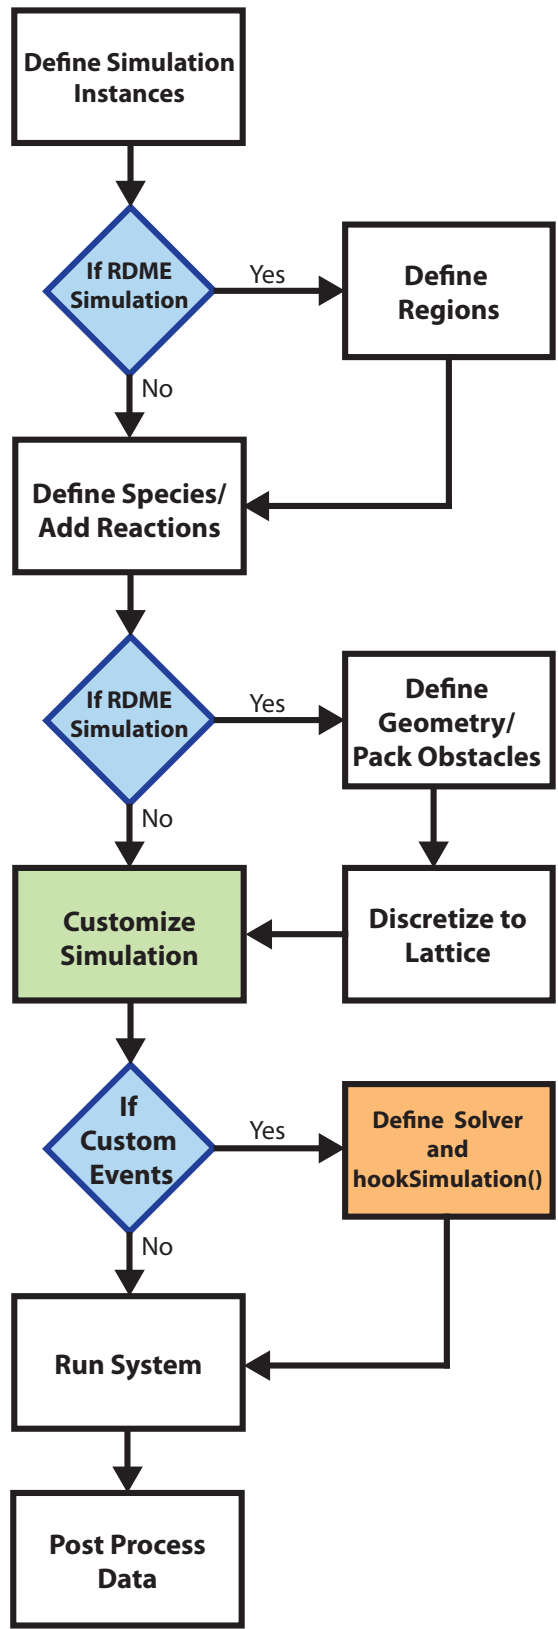 Define Simulation
Instances
If RDME
Simulation
Yes
Define
Regions
No
Define Species/
Add Reactions
If RDME
Simulation
Yes
Define
Geometry/
Pack Obstacles
No
Customize
Simulation
Discretize to
Lattice
If
Custom
Events
Yes
Define Solver
and
hookSimulation()
No
Run System
Post Process
Data